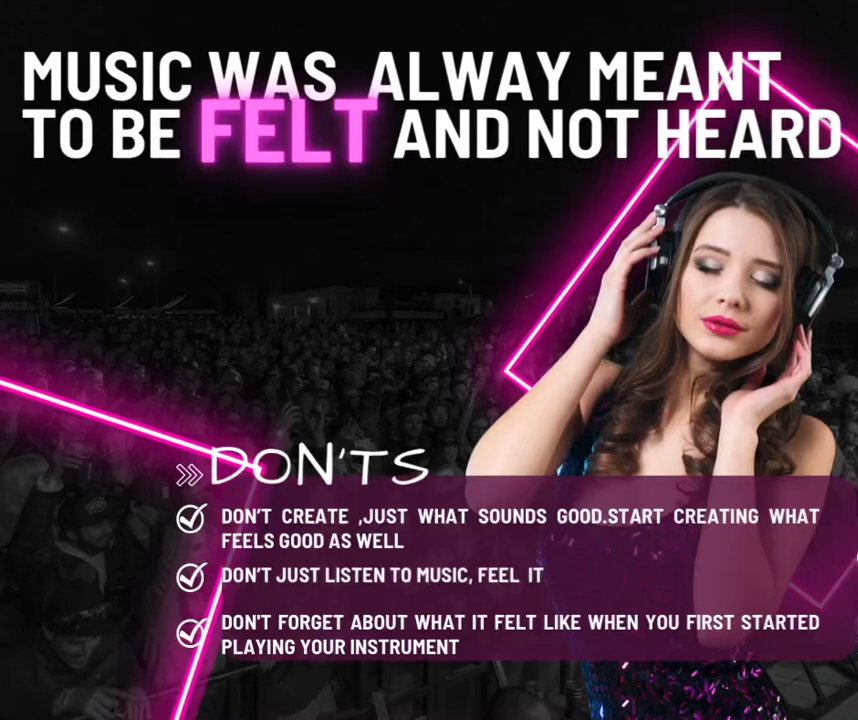 MUSIC WAS ALWAY MEANT
TO BE FELT AND NOT HEARD
DON'TS
DON'T CREATE ,JUST WHAT SOUNDS GOOD.START CREATING WHAT
FEELS GOOD AS WELL
DON'T JUST LISTEN TO MUSIC, FEEL IT
DON'T FORGET ABOUT WHAT IT FELT LIKE WHEN YOU FIRST STARTED
PLAYING YOUR INSTRUMENT